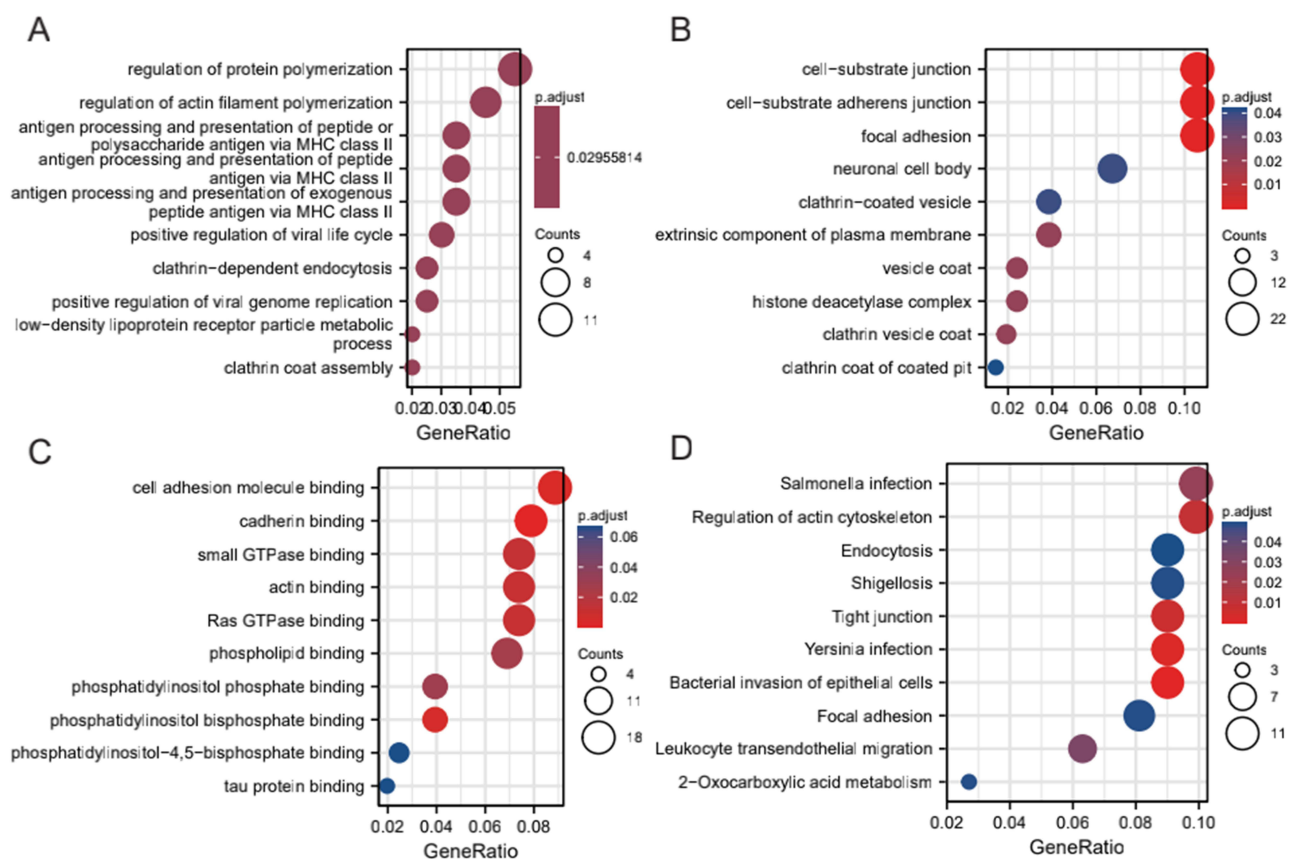 A
regulation of protein polymerization
regulation of actin filament polymerization
antigen processing and presentation of peptide or
polysaccharide antigen via MHC class II
antigen processing and presentation of peptide
antigen via MHC class II
antigen processing and presentation of exogenous
peptide antigen via MHC class II
positive regulation of viral life cycle
clathrin−dependent endocytosis
positive regulation of viral genome replication
low−density lipoprotein receptor particle metabolic
process
clathrin coat assembly
0.02 0.03 0.04 0.05
GeneRatio
p.adjust
0.02955814
Counts
4
8
11
B
cell−substrate junction
cell−substrate adherens junction
focal adhesion
neuronal cell body
clathrin−coated vesicle
extrinsic component of plasma membrane
vesicle coat
histone deacetylase complex
clathrin vesicle coat
clathrin coat of coated pit
0.02 0.04 0.06 0.08 0.10
GeneRatio
p.adjust
0.04
0.03
0.02
0.01
Counts
3
12
22
C
cell adhesion molecule binding
cadherin binding
small GTPase binding
actin binding
Ras GTPase binding
phospholipid binding
phosphatidylinositol phosphate binding
phosphatidylinositol bisphosphate binding
phosphatidylinositol−4,5−bisphosphate binding
tau protein binding
0.02 0.04 0.06 0.08
GeneRatio
p.adjust
0.06
0.04
0.02
Counts
4
11
18
D
Salmonella infection
Regulation of actin cytoskeleton
Endocytosis
Shigellosis
Tight junction
Yersinia infection
Bacterial invasion of epithelial cells
Focal adhesion
Leukocyte transendothelial migration
2−Oxocarboxylic acid metabolism
0.02 0.04 0.06 0.08 0.10
GeneRatio
p.adjust
0.04
0.03
0.02
0.01
Counts
3
7
11